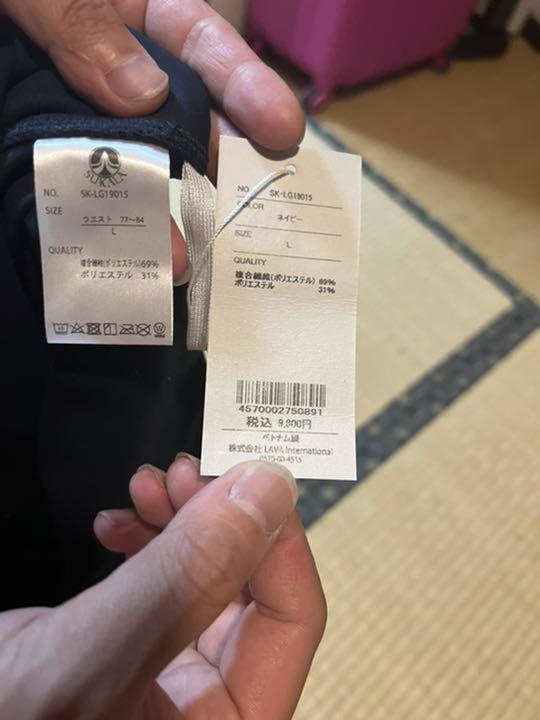 SUKALA
NO. SK-LG19015
SIZE
ウエスト 77~84
L
QUALITY
複合繊維(ポリエステル)69%
ポリエステル 31%
NO. SK-LG19015
COLOR
ネイビー
SIZE
L
QUALITY
複合繊維(ポリエステル) 69%
ポリエステル 31%
4570002750891
税込 9,800円
ベトナム製
株式会社 LAVA International
0570-00-4515